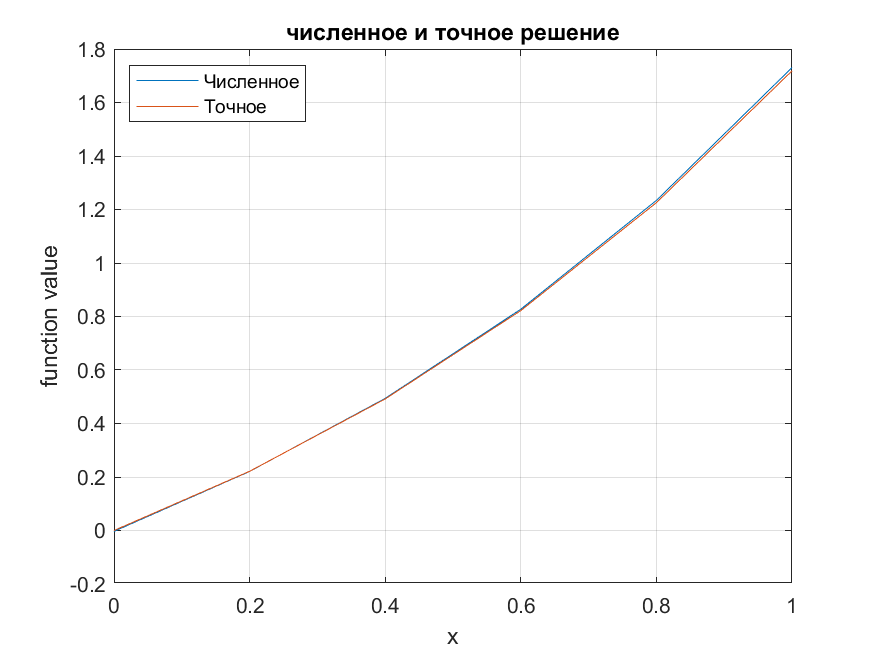 численное и точное решение
Численное
Точное
1.8
1.6
1.4
1.2
1
0.8
0.6
0.4
0.2
0
-0.2
function value
0 0.2 0.4 0.6 0.8 1
x